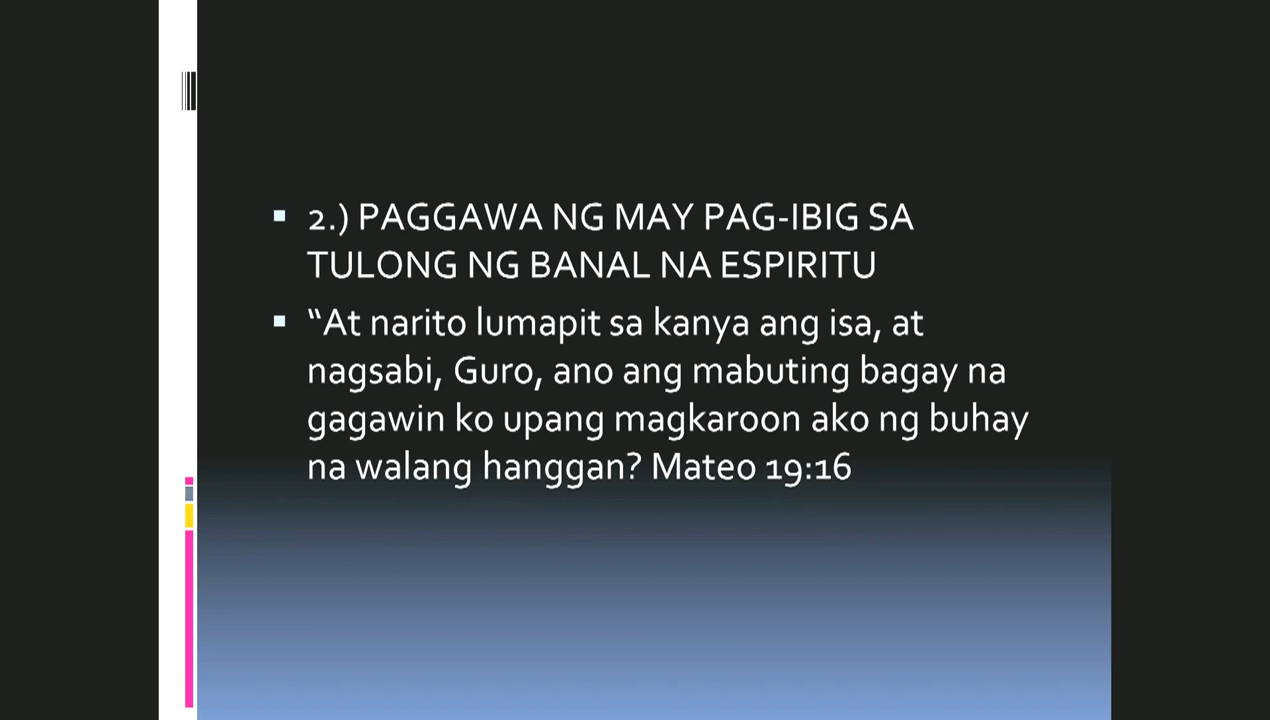 2.) PAGGAWA NG MAY PAG-IBIG SA
TULONG NG BANAL NA ESPIRITU
“At narito lumapit sa kanya ang isa, at
nagsabi, Guro, ano ang mabuting bagay na
gagawin ko upang magkaroon ako ng buhay
na walang hanggan? Mateo 19:16